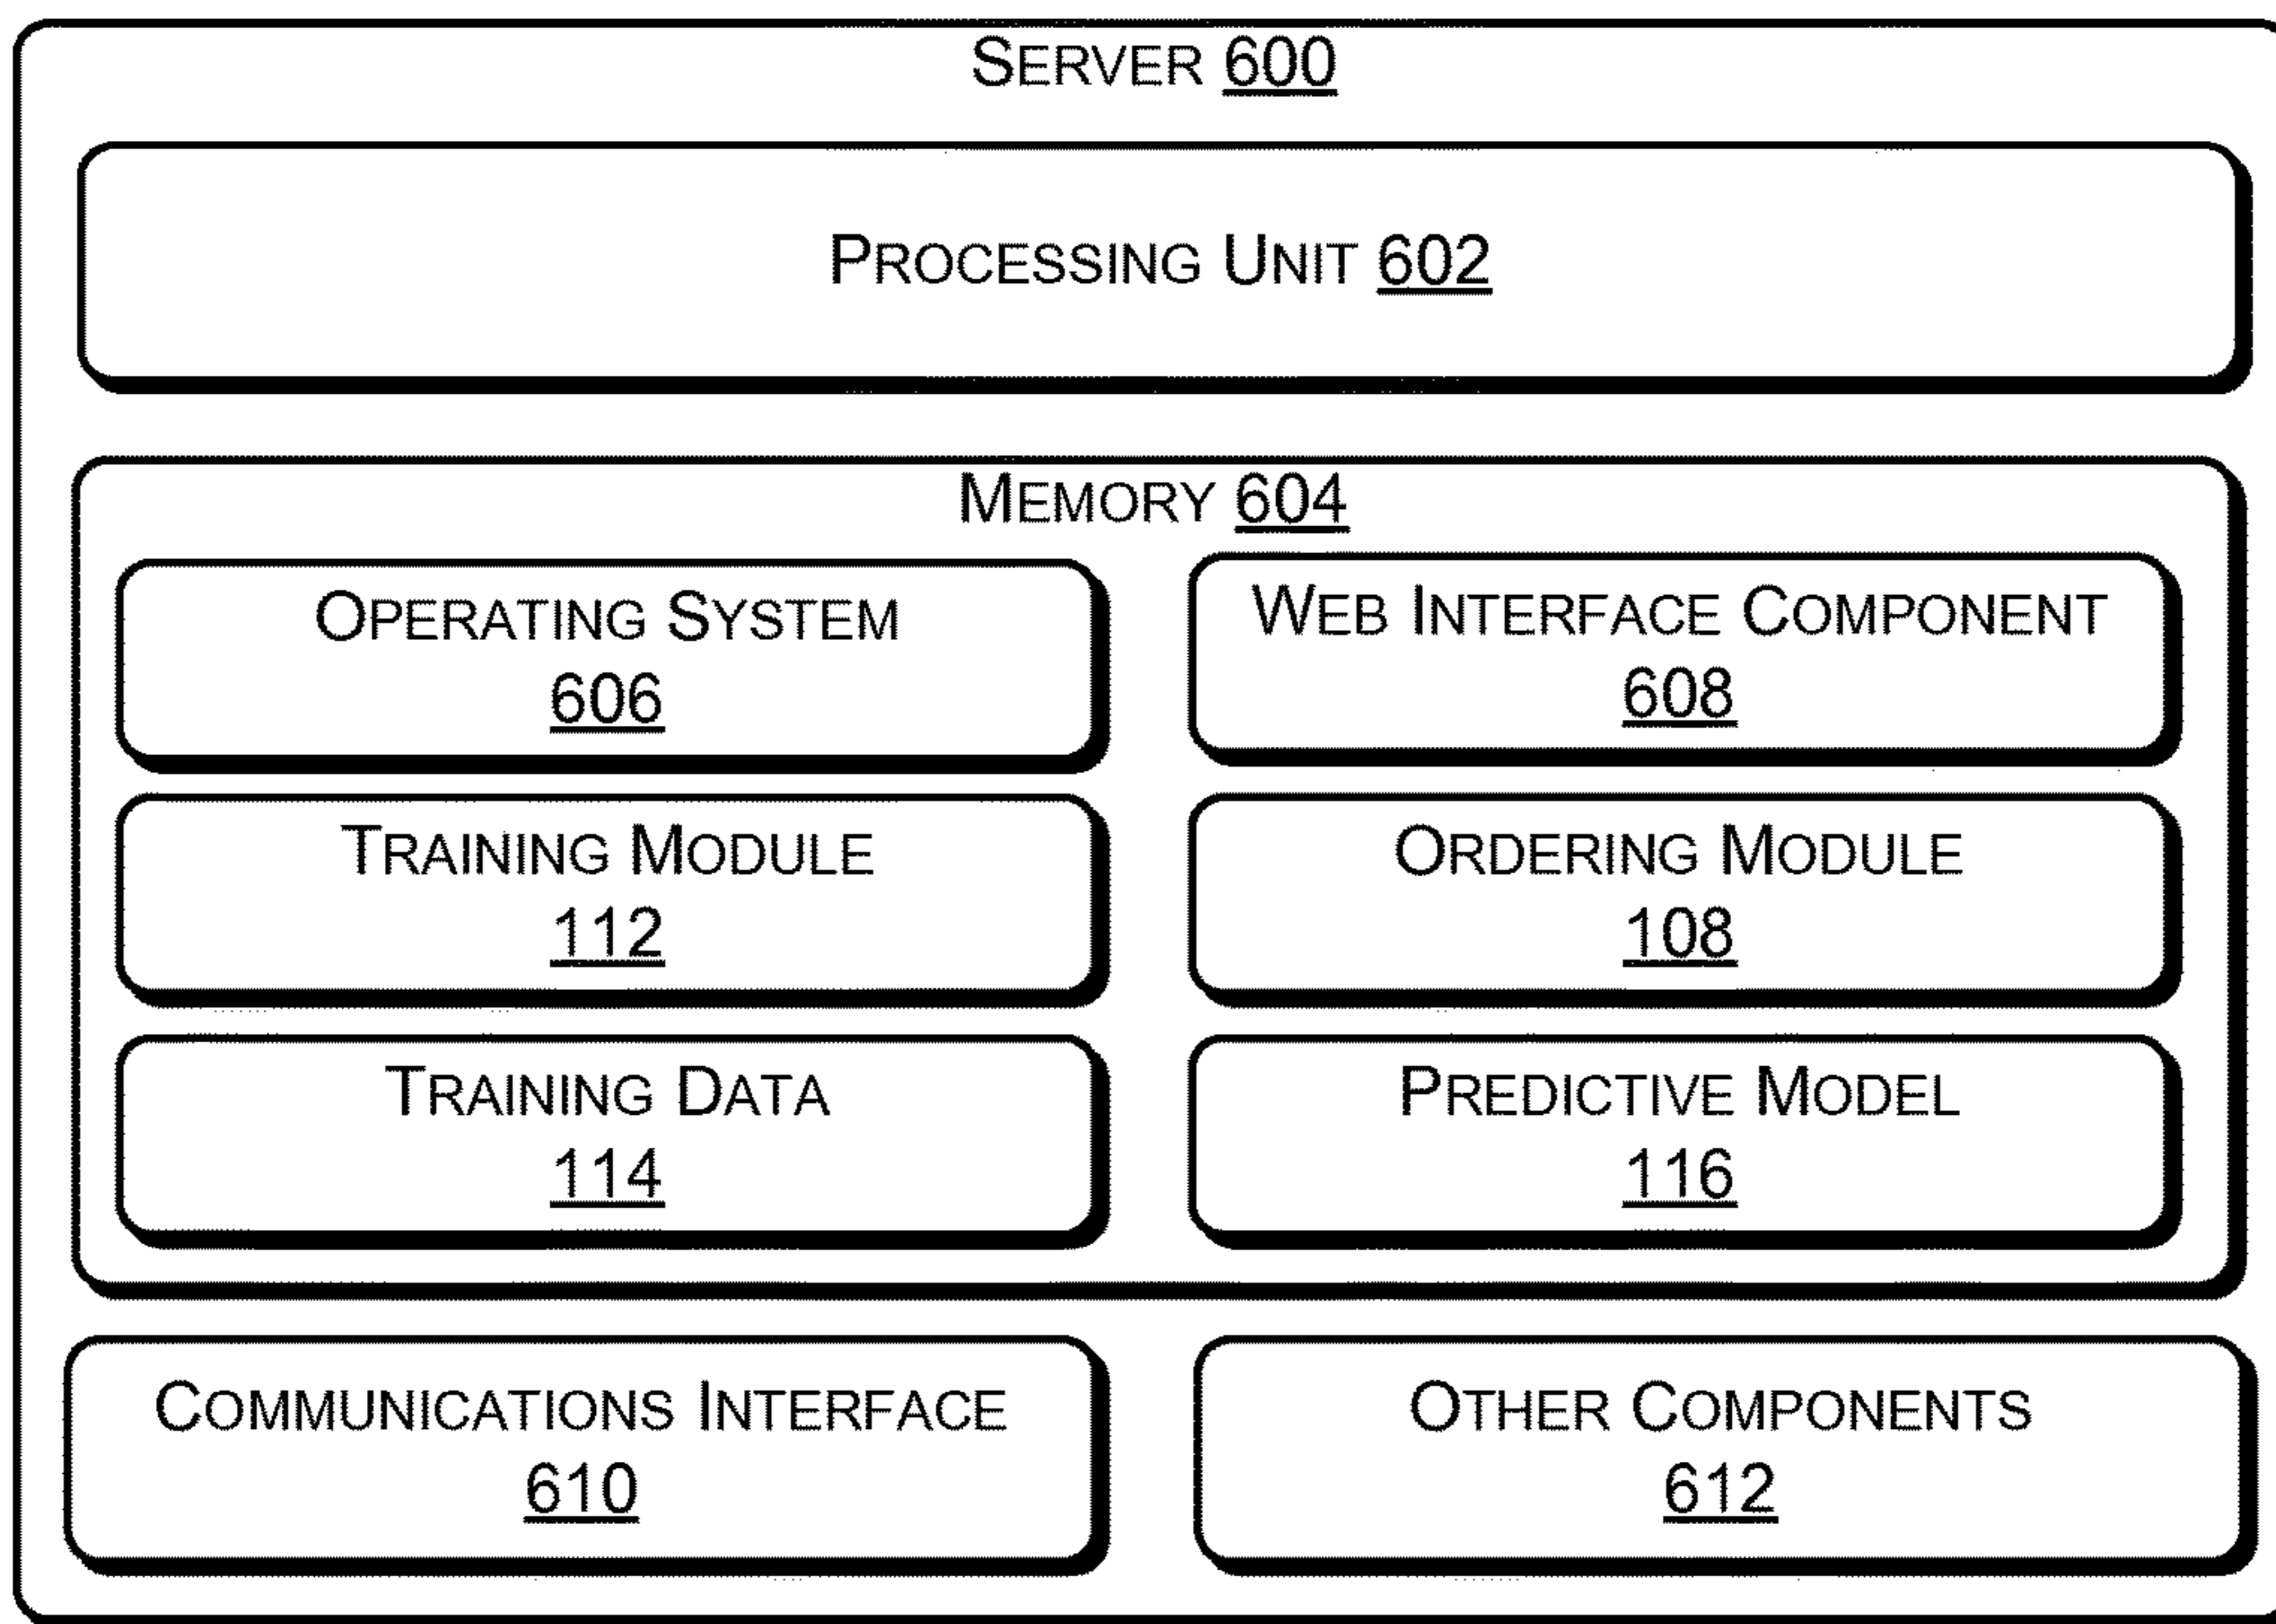 SERVER 600
PROCESSING UNIT 602
MEMORY 604
OPERATING SYSTEM
606
WEB INTERFACE COMPONENT
608
TRAINING MODULE
112
ORDERING MODULE
108
TRAINING DATA
114
PREDICTIVE MODEL
116
COMMUNICATIONS INTERFACE
610
OTHER COMPONENTS
612